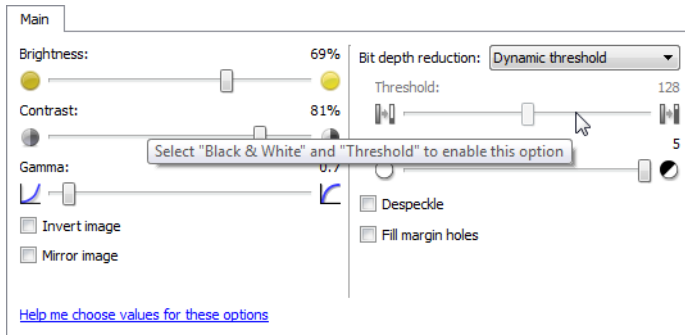 Main
Brightness: 69%
Contrast: 81%
Gamma: 0.7
Invert image
Mirror image
Help me choose values for these options
Bit depth reduction: Dynamic threshold
Threshold: 128
Select "Black & White" and "Threshold" to enable this option
5
Despeckle
Fill margin holes